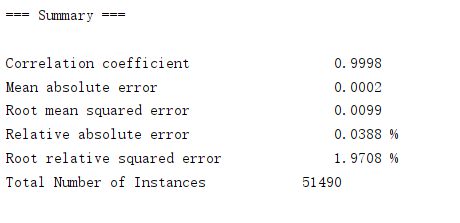 === Summary ===
Correlation coefficient 0.9998
Mean absolute error 0.0002
Root mean squared error 0.0099
Relative absolute error 0.0388 %
Root relative squared error 1.9708 %
Total Number of Instances 51490